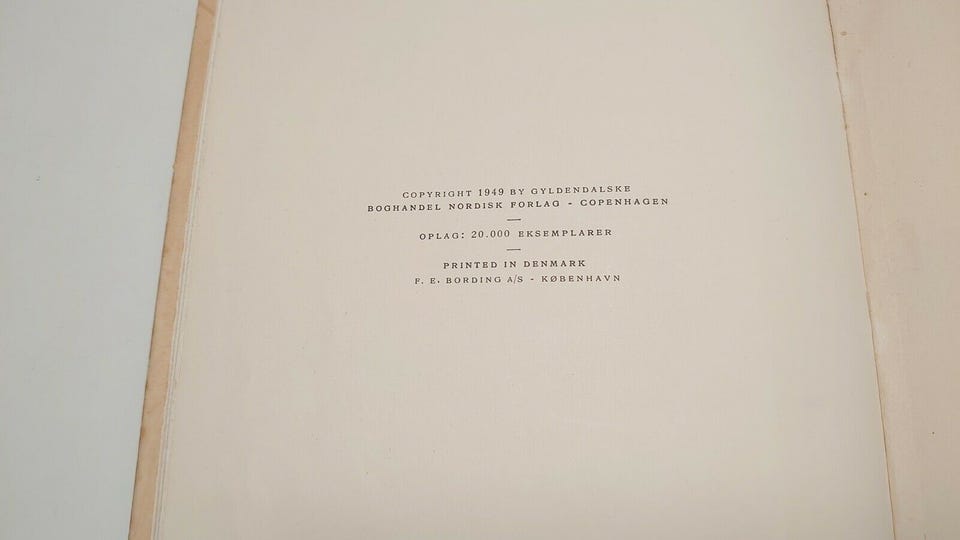 COPYRIGHT 1949 BY GYLDENDALSKE
BOGHANDEL NORDISK FORLAG - COPENHAGEN
OPLAG: 20.000 EKSEMPLARER
PRINTED IN DENMARK
F. E. BORDING A/S - KØBENHAVN